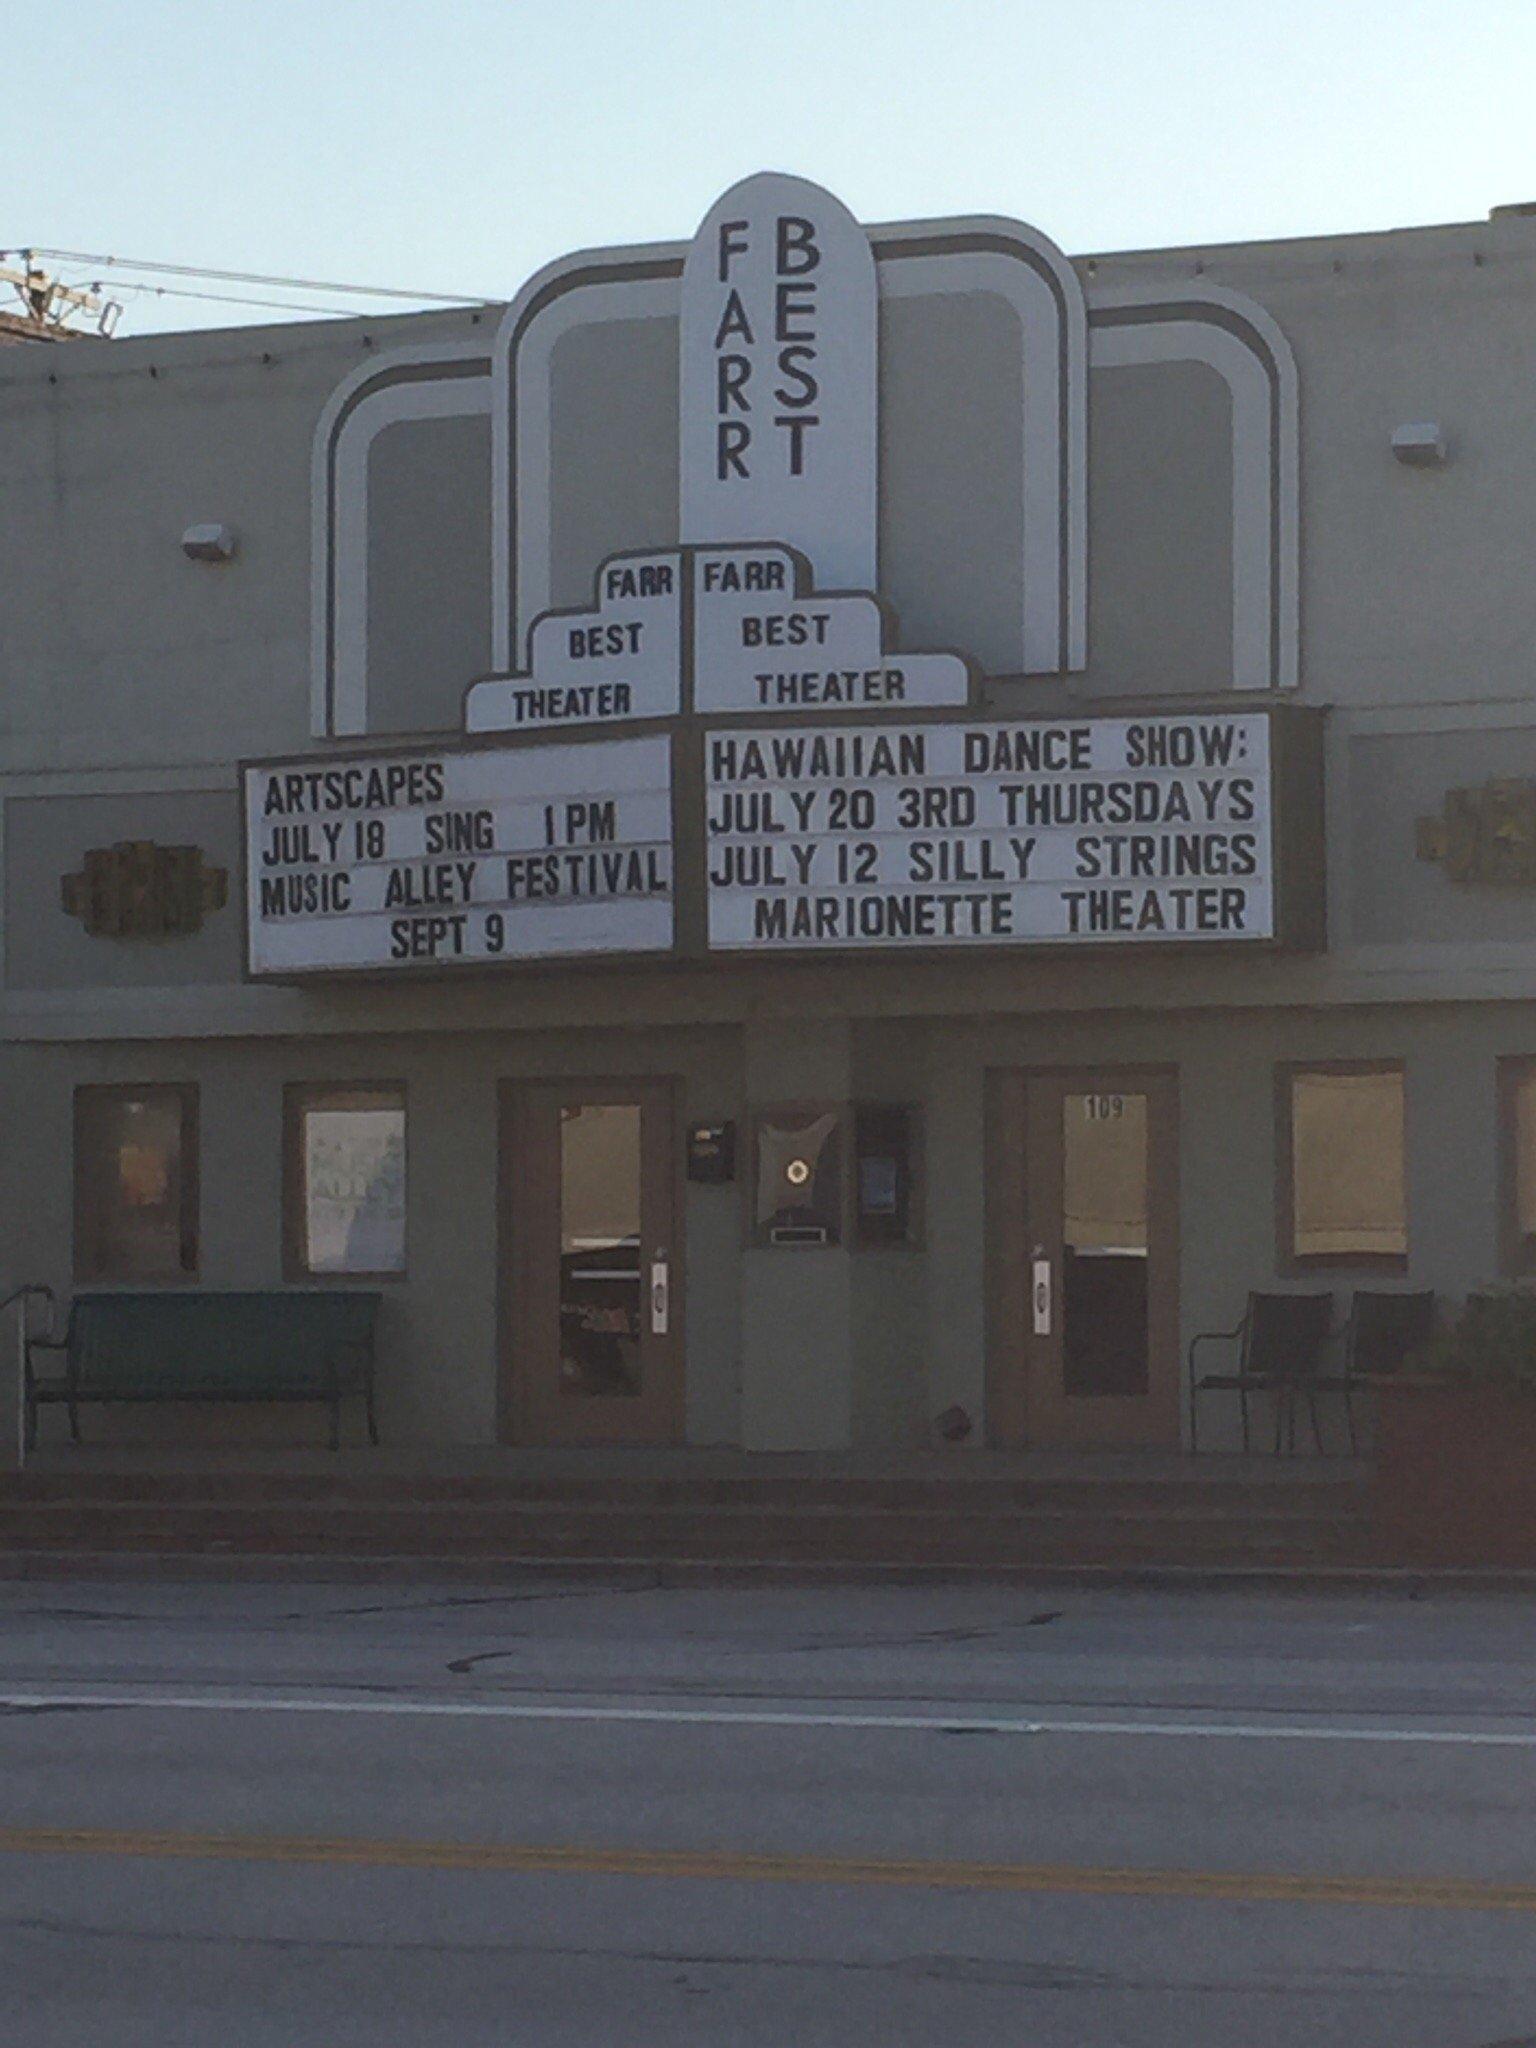 FARR
BEST
FARR
BEST
THEATER
FARR
BEST
THEATER
ARTSCAPES
JULY 18 SING 1 PM
MUSIC ALLEY FESTIVAL
SEPT 9
HAWAIIAN DANCE SHOW:
JULY 20 3RD THURSDAYS
JULY 12 SILLY STRINGS
MARIONETTE THEATER
109